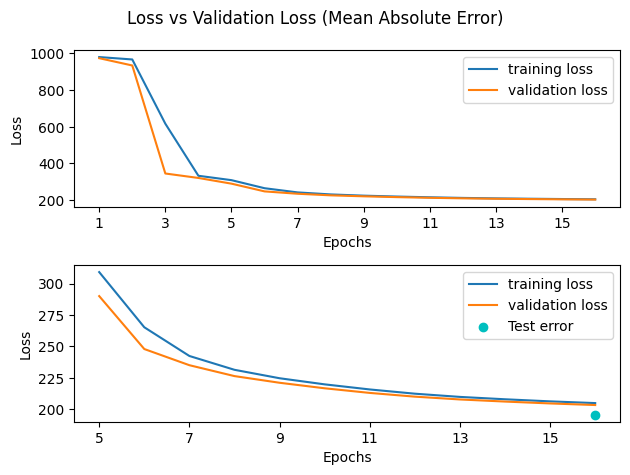 Loss vs Validation Loss (Mean Absolute Error)
1000
800
600
400
200
Loss
training loss
validation loss
1 3 5 7 9 11 13 15
Epochs
300
275
250
225
200
Loss
training loss
validation loss
Test error
5 7 9 11 13 15
Epochs